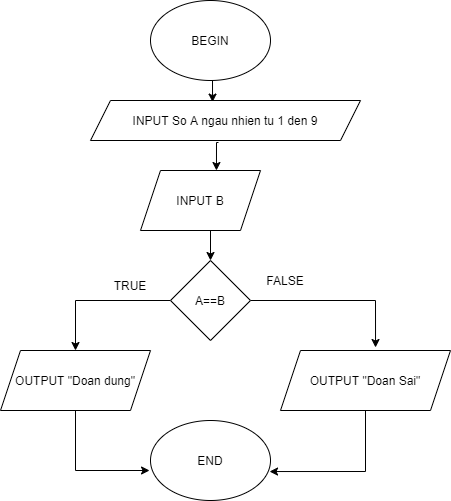 BEGIN
INPUT So A ngau nhien tu 1 den 9
INPUT B
TRUE
FALSE
A==B
OUTPUT "Doan dung"
OUTPUT "Doan Sai"
END